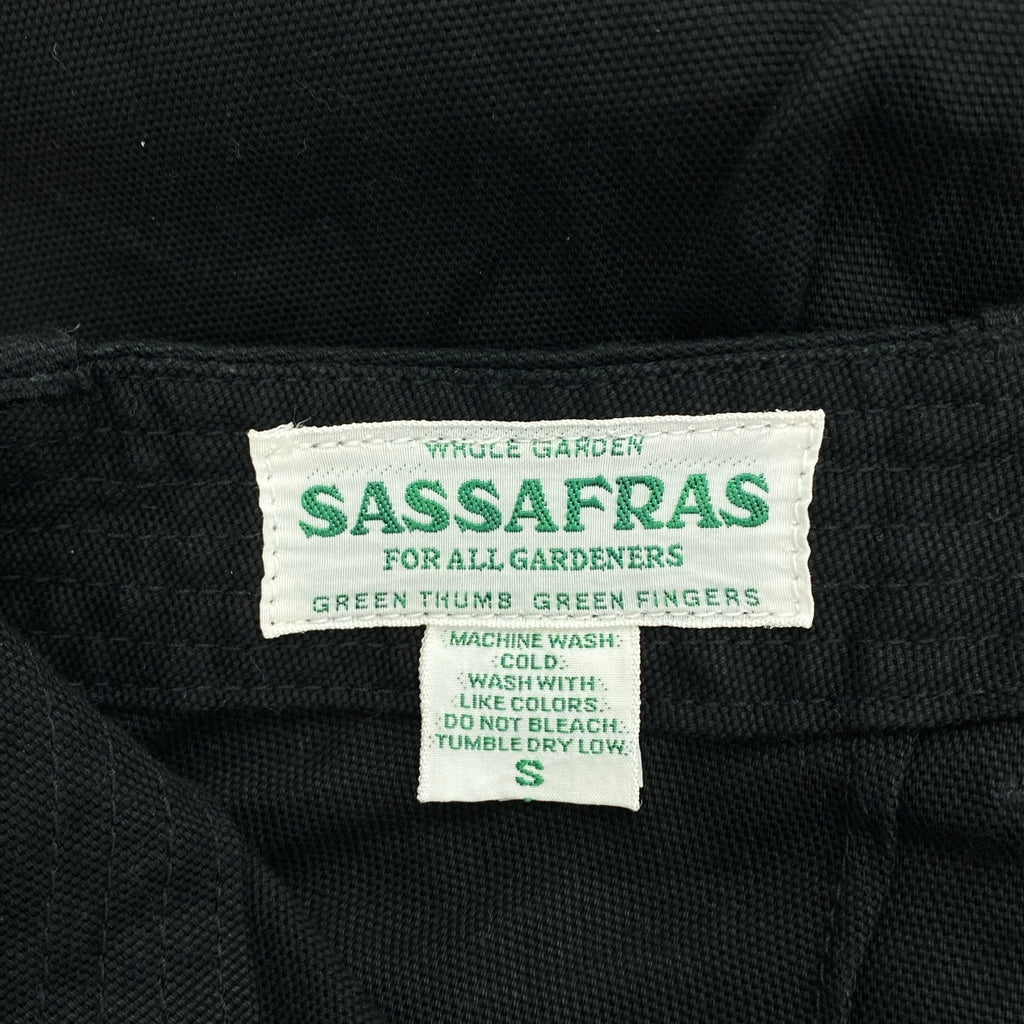 WHOLE GARDEN
SASSAFRAS
FOR ALL GARDENERS
GREEN THUMB GREEN FINGERS
MACHINE WASH
COLD.
WASH WITH
LIKE COLORS.
DO NOT BLEACH.
TUMBLE DRY LOW.
S